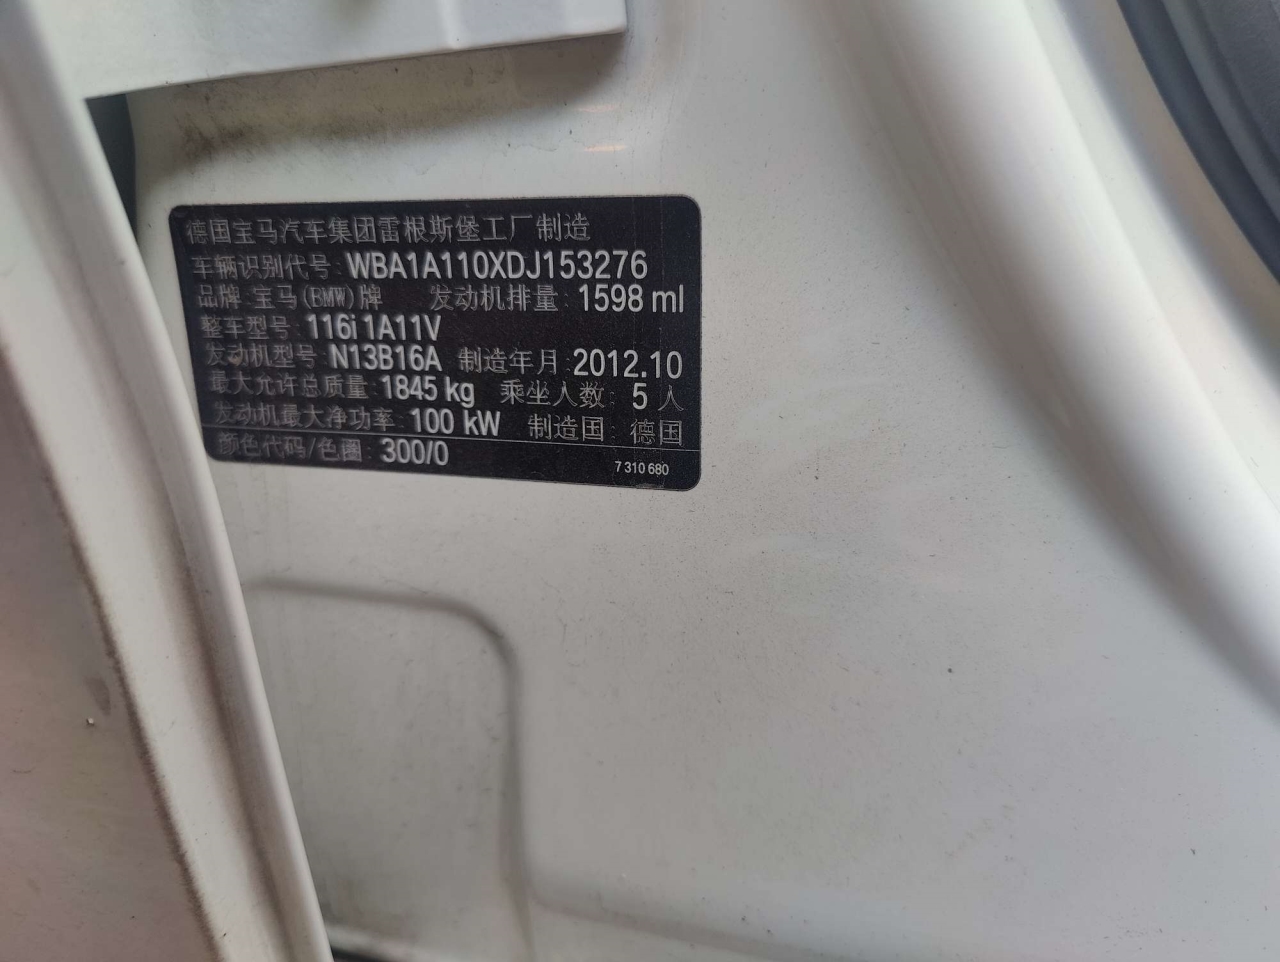 德国宝马汽车集团雷根斯堡工厂制造
车辆识别代号: WBA1A110XDJ153276
品牌: 宝马(BMW)牌 发动机排量: 1598 ml
整车型号: 116i 1A11V
发动机型号: N13B16A 制造年月: 2012.10
最大允许总质量: 1845 kg 乘坐人数: 5 人
发动机最大净功率: 100 kW 制造国: 德国
颜色代码/色圈: 300/0 7 310 680